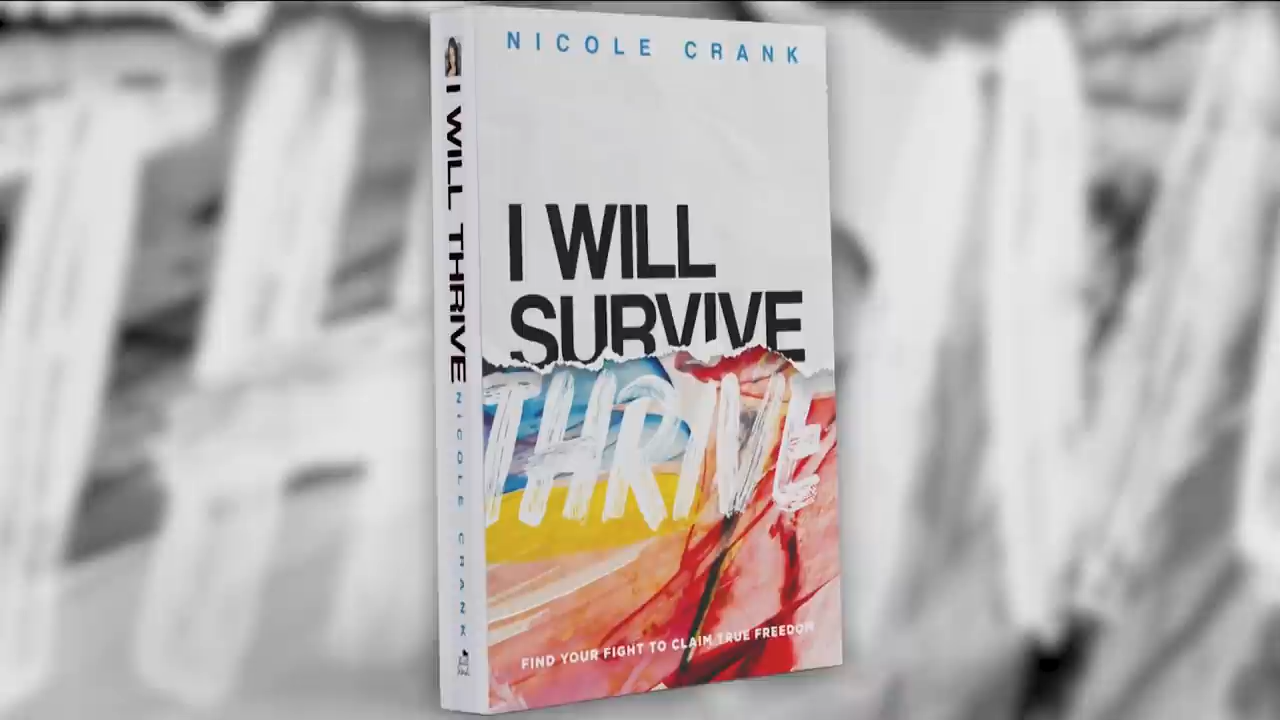 NICOLE CRANK
I WILL
SURVIVE
THRIVE
FIND YOUR FIGHT TO CLAIM TRUE FREEDOM
I WILL THRIVE
NICOLE CRANK